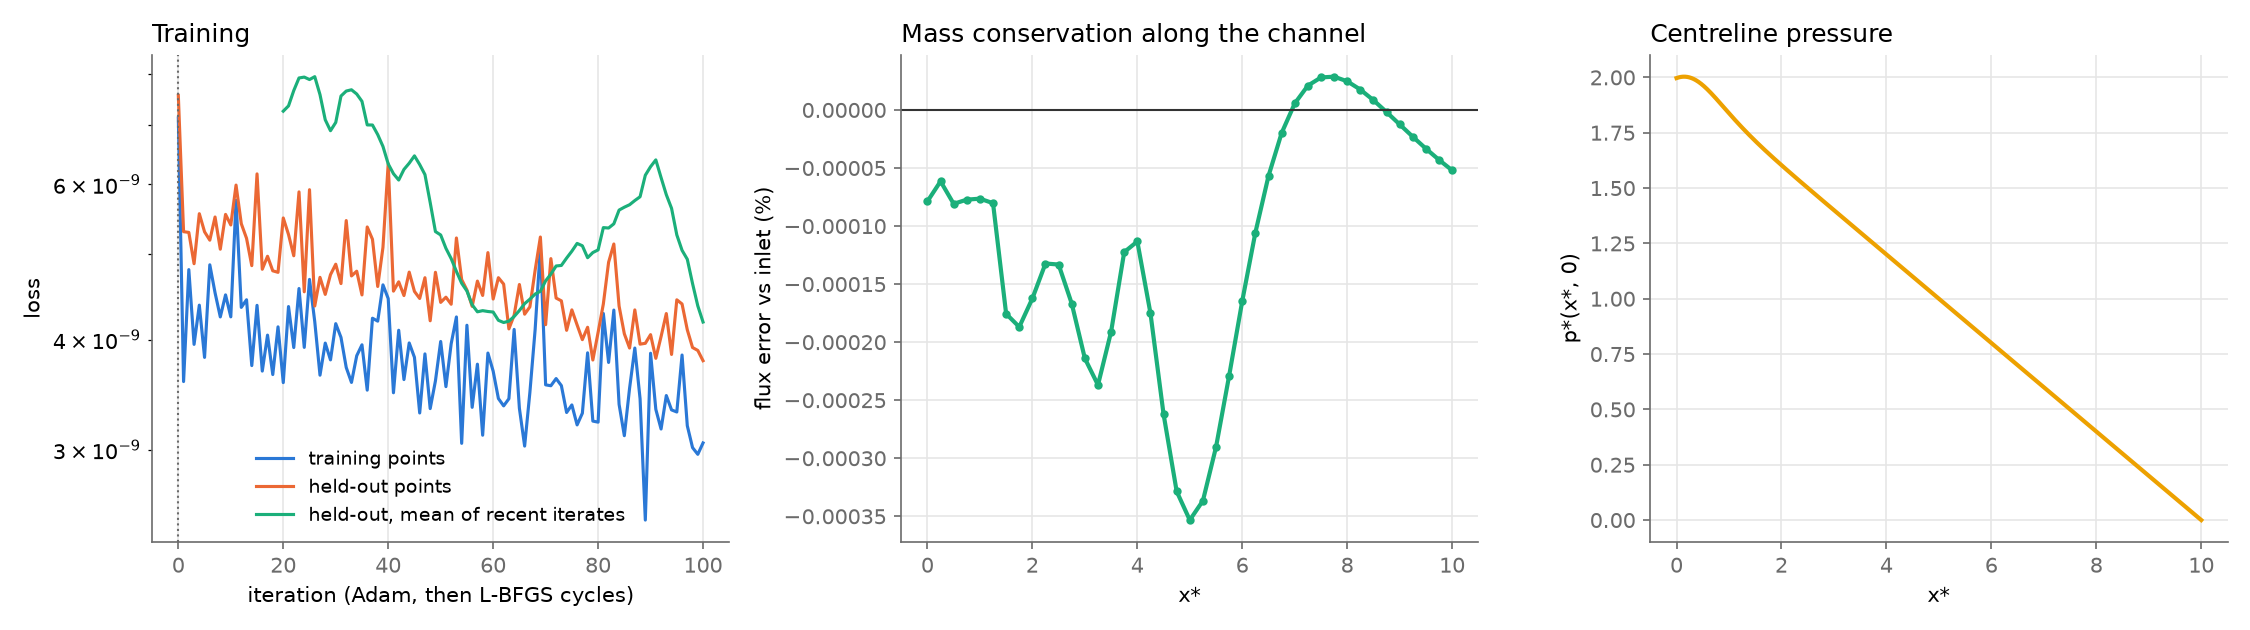 Training
loss
6 × 10⁻⁹
4 × 10⁻⁹
3 × 10⁻⁹
training points
held-out points
held-out, mean of recent iterates
0 20 40 60 80 100
iteration (Adam, then L-BFGS cycles)
Mass conservation along the channel
flux error vs inlet (%)
0.00000
−0.00005
−0.00010
−0.00015
−0.00020
−0.00025
−0.00030
−0.00035
0 2 4 6 8 10
x*
Centreline pressure
p*(x*, 0)
2.00
1.75
1.50
1.25
1.00
0.75
0.50
0.25
0.00
0 2 4 6 8 10
x*